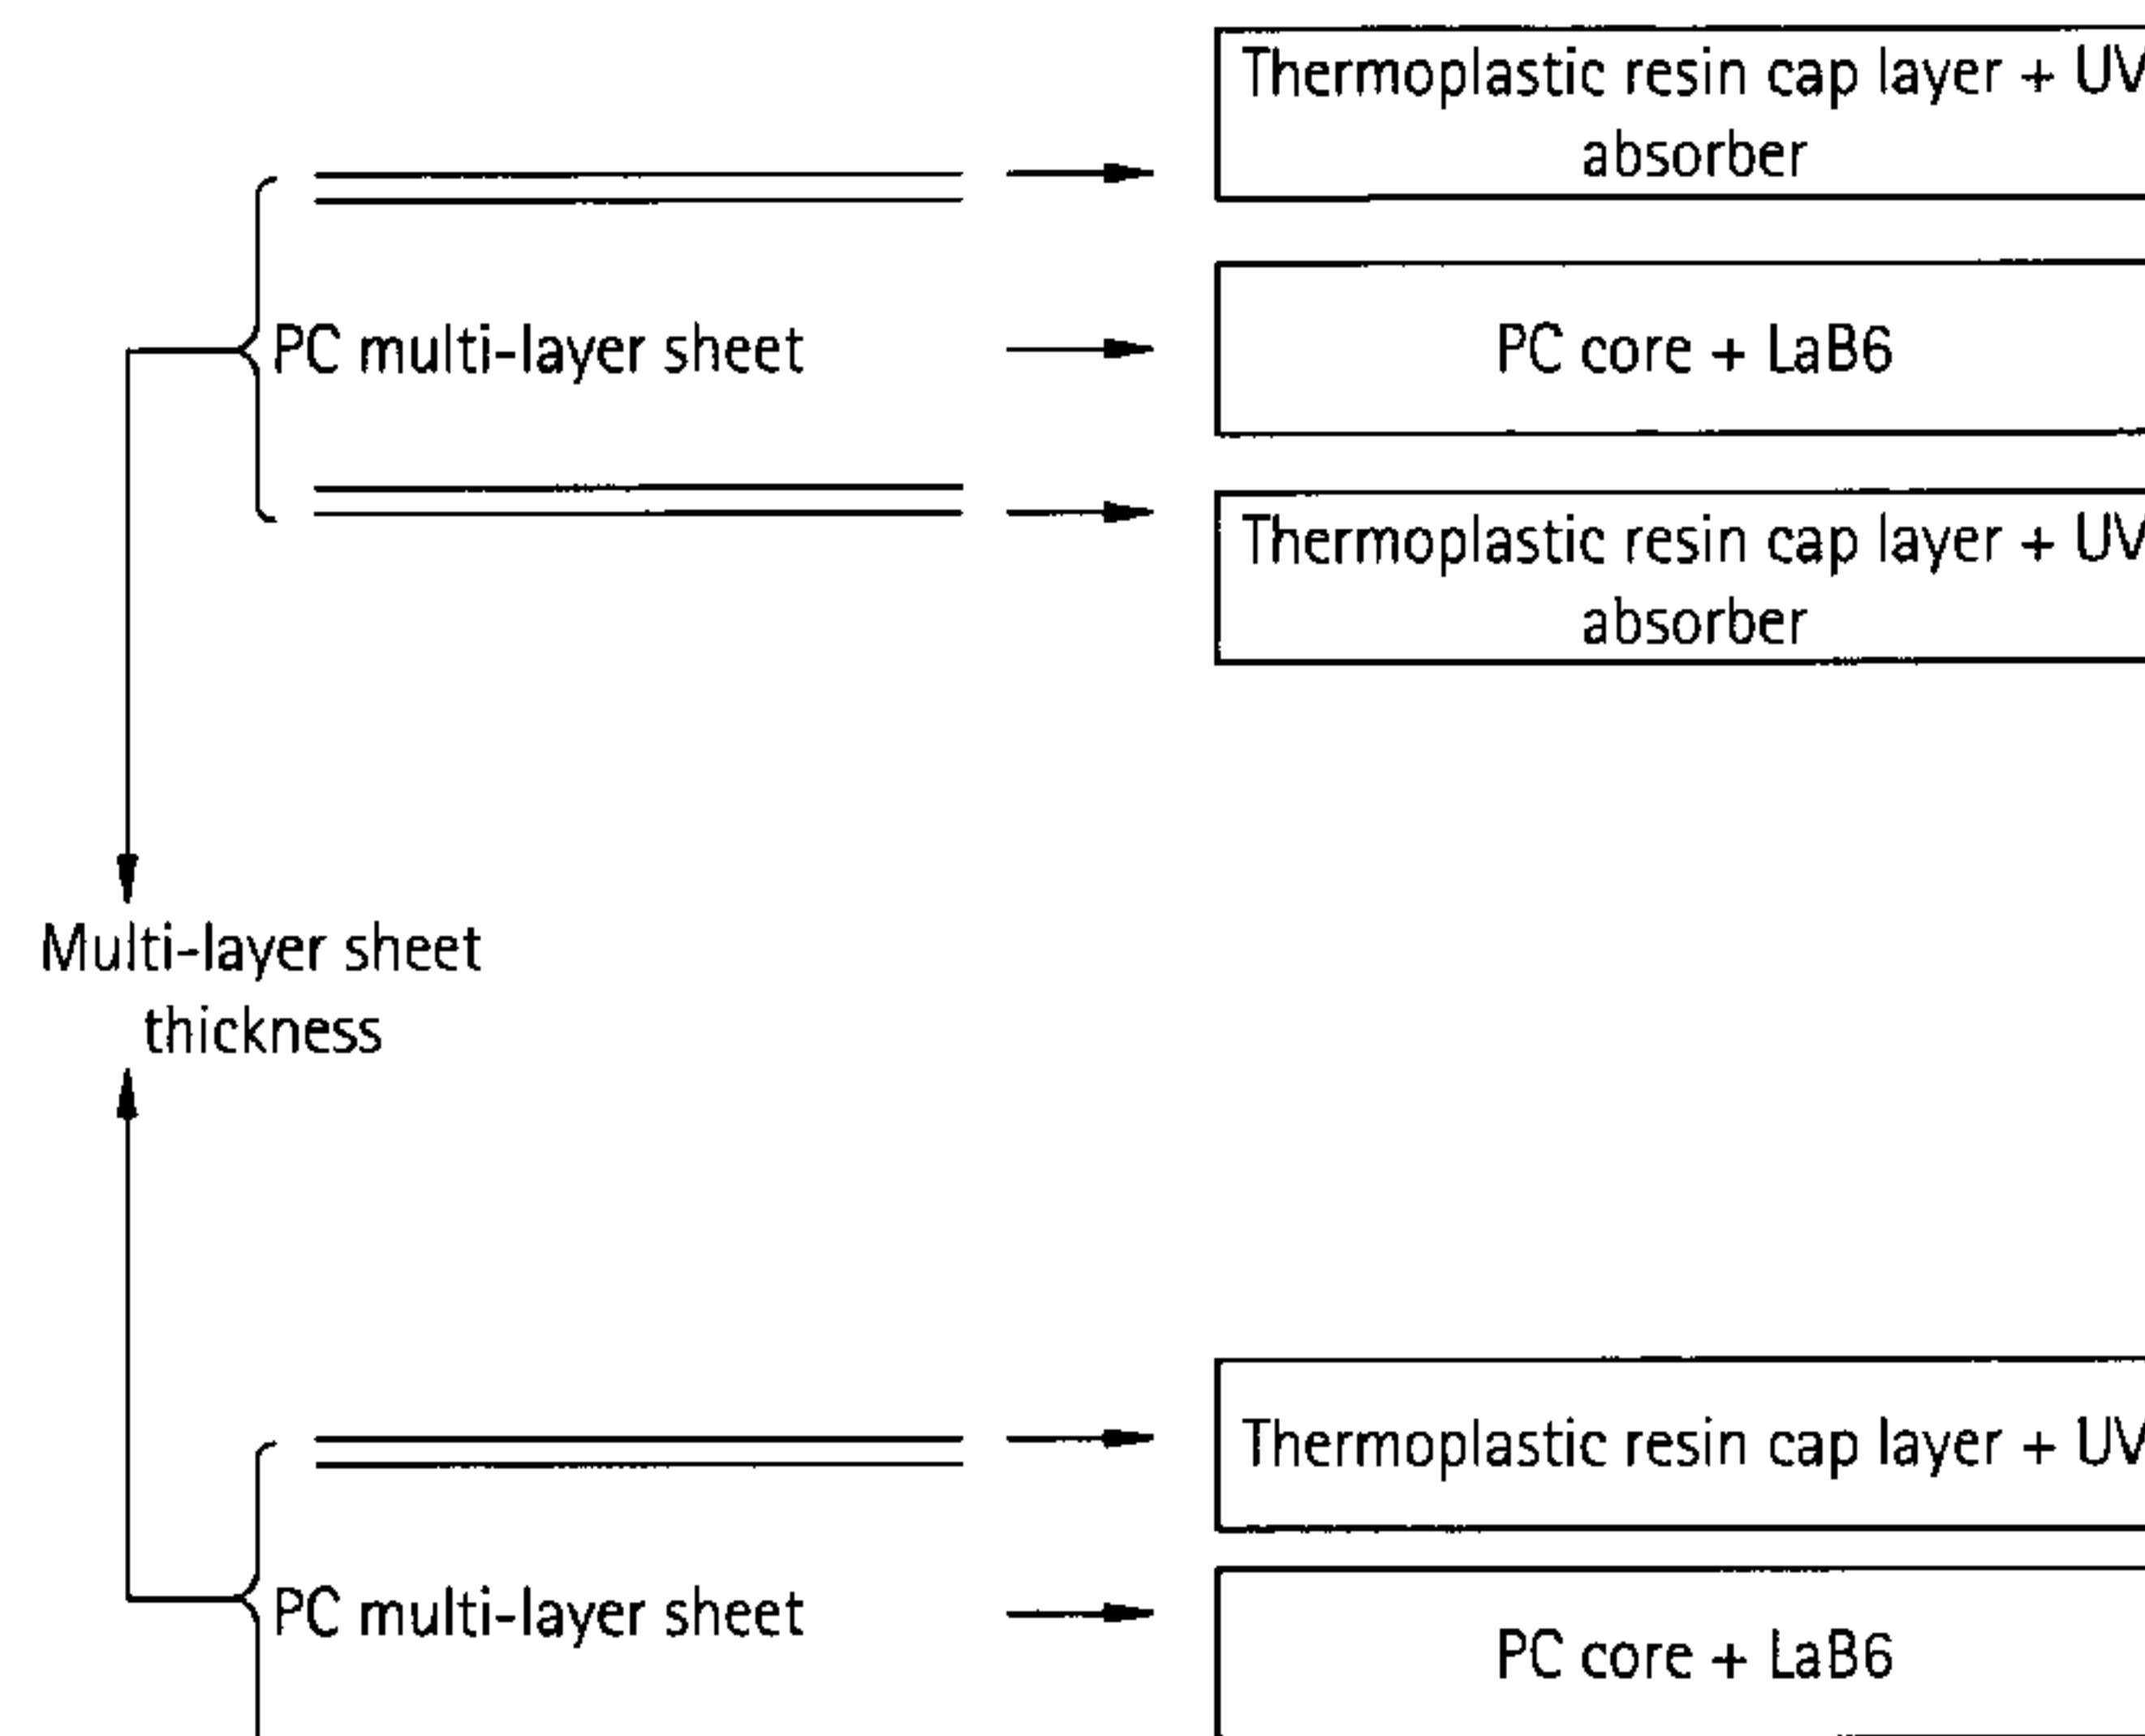 Thermoplastic resin cap layer + UV
absorber
PC multi-layer sheet
PC core + LaB6
Thermoplastic resin cap layer + UV
absorber
Multi-layer sheet
thickness
Thermoplastic resin cap layer + UV
PC multi-layer sheet
PC core + LaB6